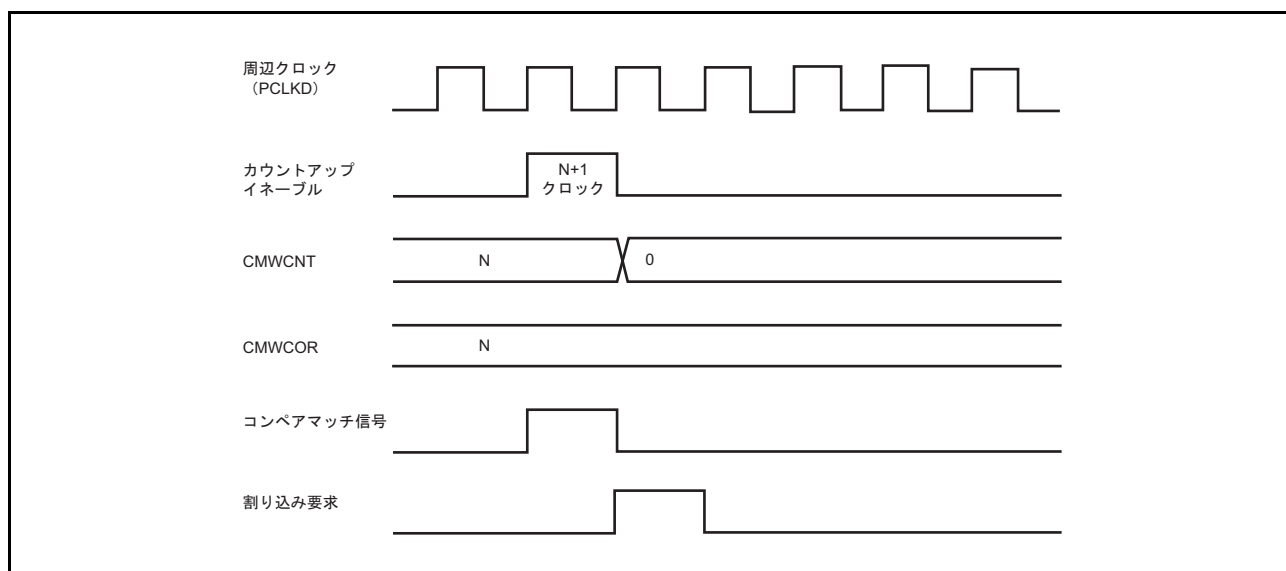 周辺クロック
（PCLKD）
カウントアップ
イネーブル
N+1
クロック
CMWCNT
N
0
CMWCOR
N
コンペアマッチ信号
割り込み要求